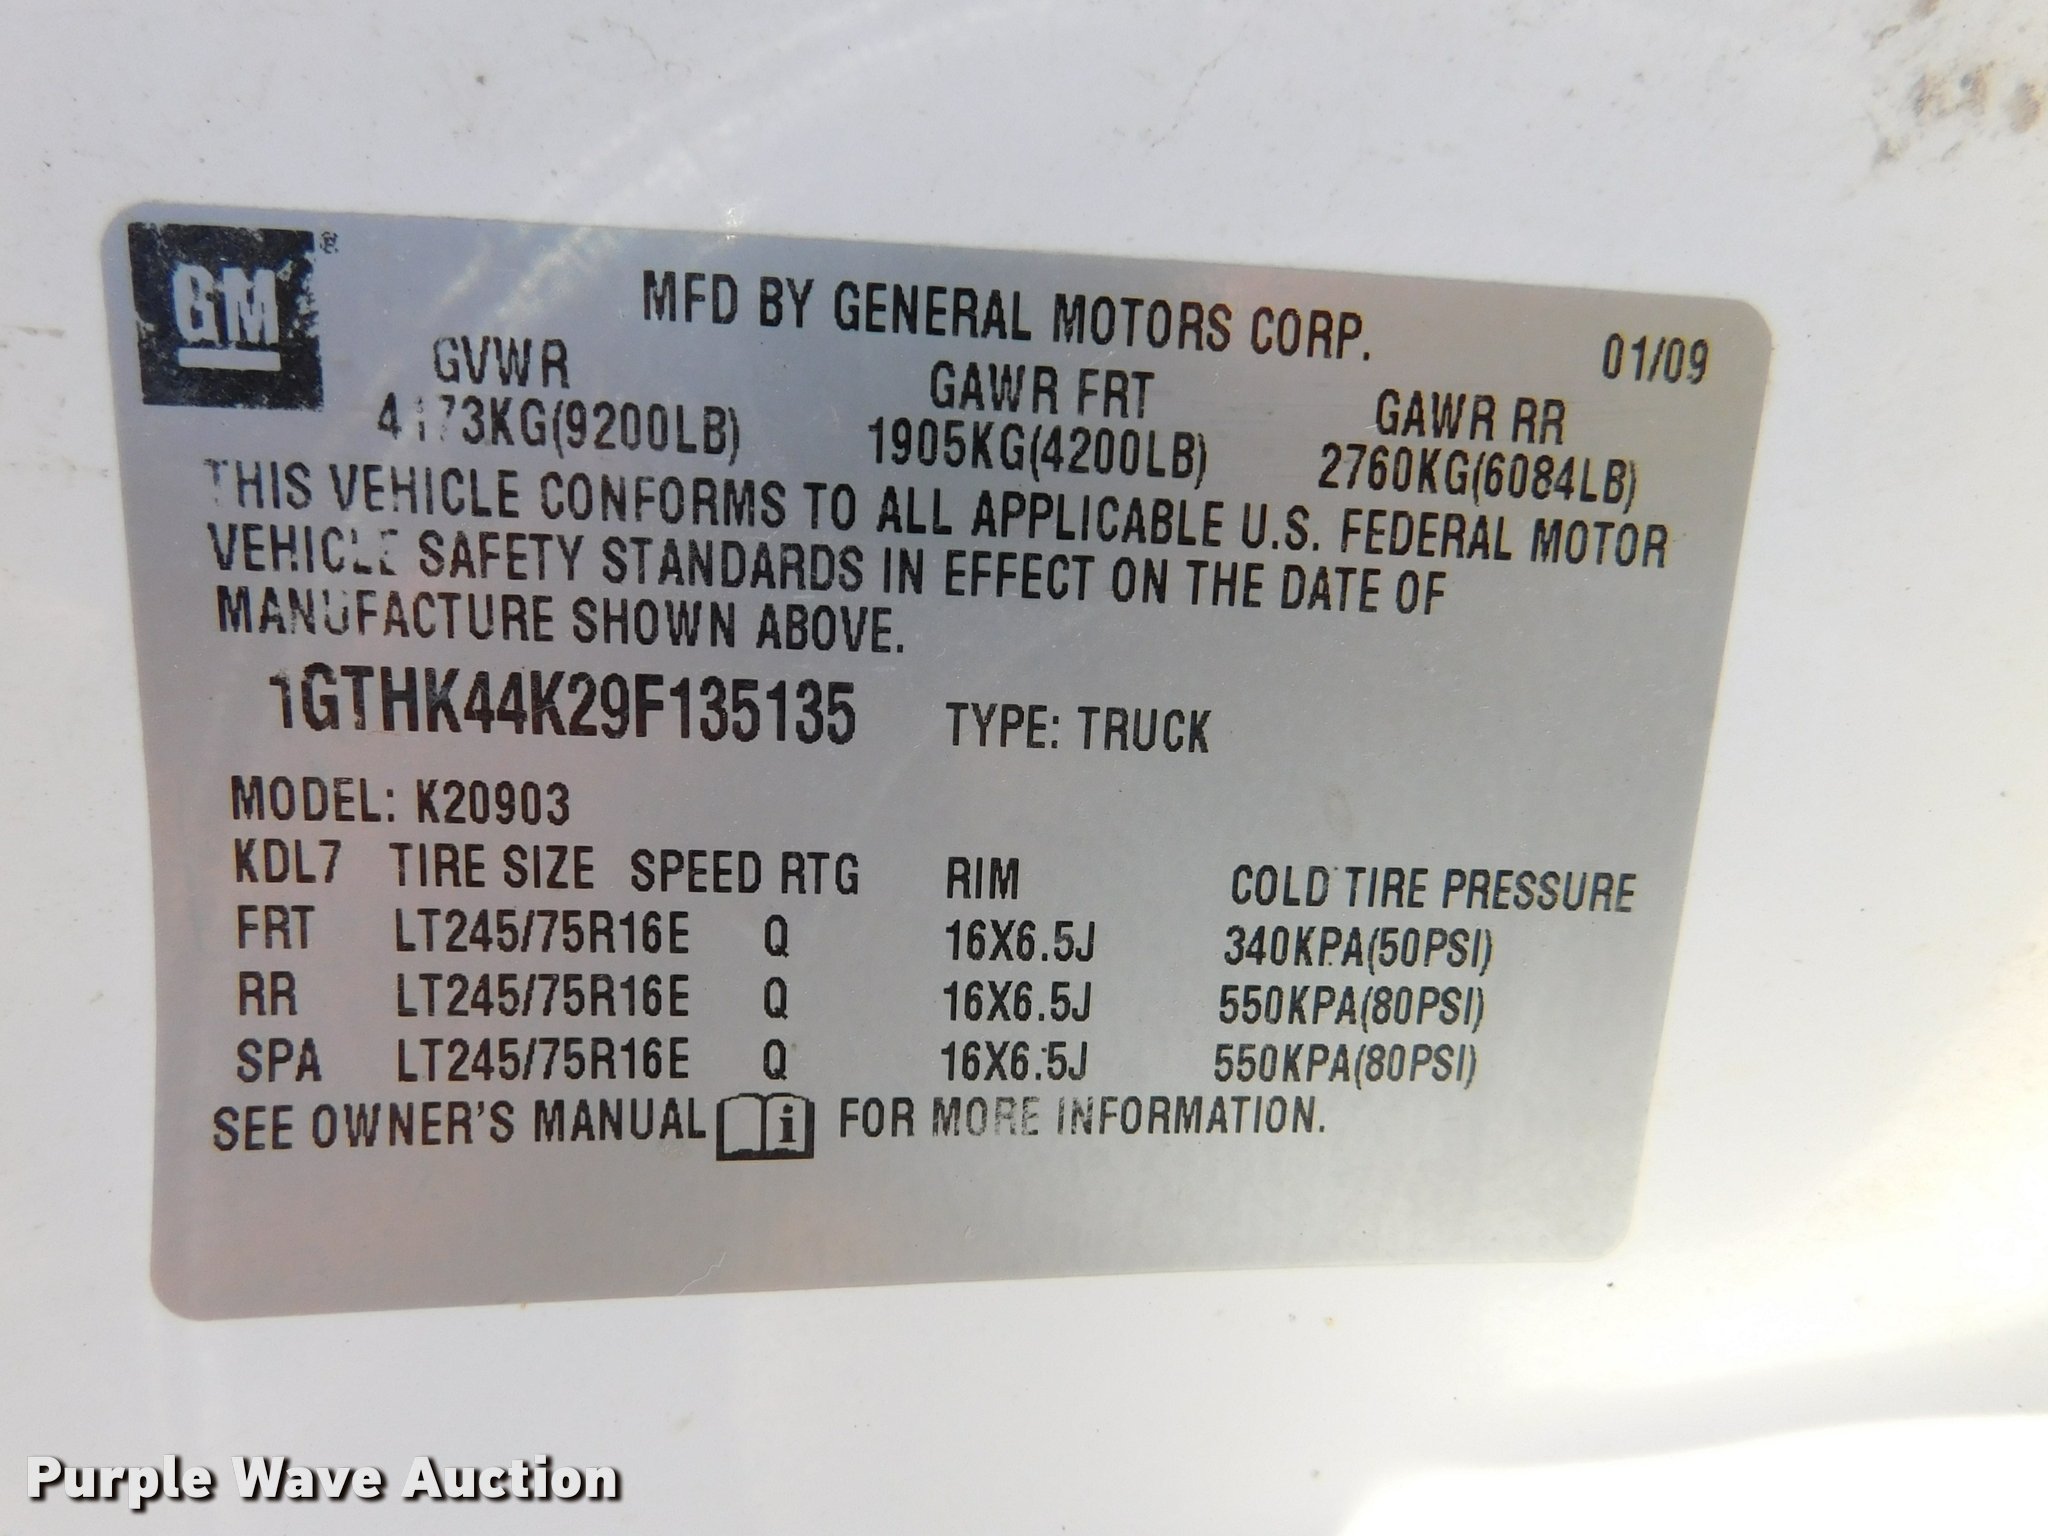 GM ®
MFD BY GENERAL MOTORS CORP. 01/09
GVWR GAWR FRT GAWR RR
4173KG(9200LB) 1905KG(4200LB) 2760KG(6084LB)
THIS VEHICLE CONFORMS TO ALL APPLICABLE U.S. FEDERAL MOTOR
VEHICLE SAFETY STANDARDS IN EFFECT ON THE DATE OF
MANUFACTURE SHOWN ABOVE.
1GTHK44K29F135135 TYPE: TRUCK
MODEL: K20903
KDL7 TIRE SIZE SPEED RTG RIM COLD TIRE PRESSURE
FRT LT245/75R16E Q 16X6.5J 340KPA(50PSI)
RR LT245/75R16E Q 16X6.5J 550KPA(80PSI)
SPA LT245/75R16E Q 16X6.5J 550KPA(80PSI)
SEE OWNER'S MANUAL i FOR MORE INFORMATION.
Purple Wave Auction